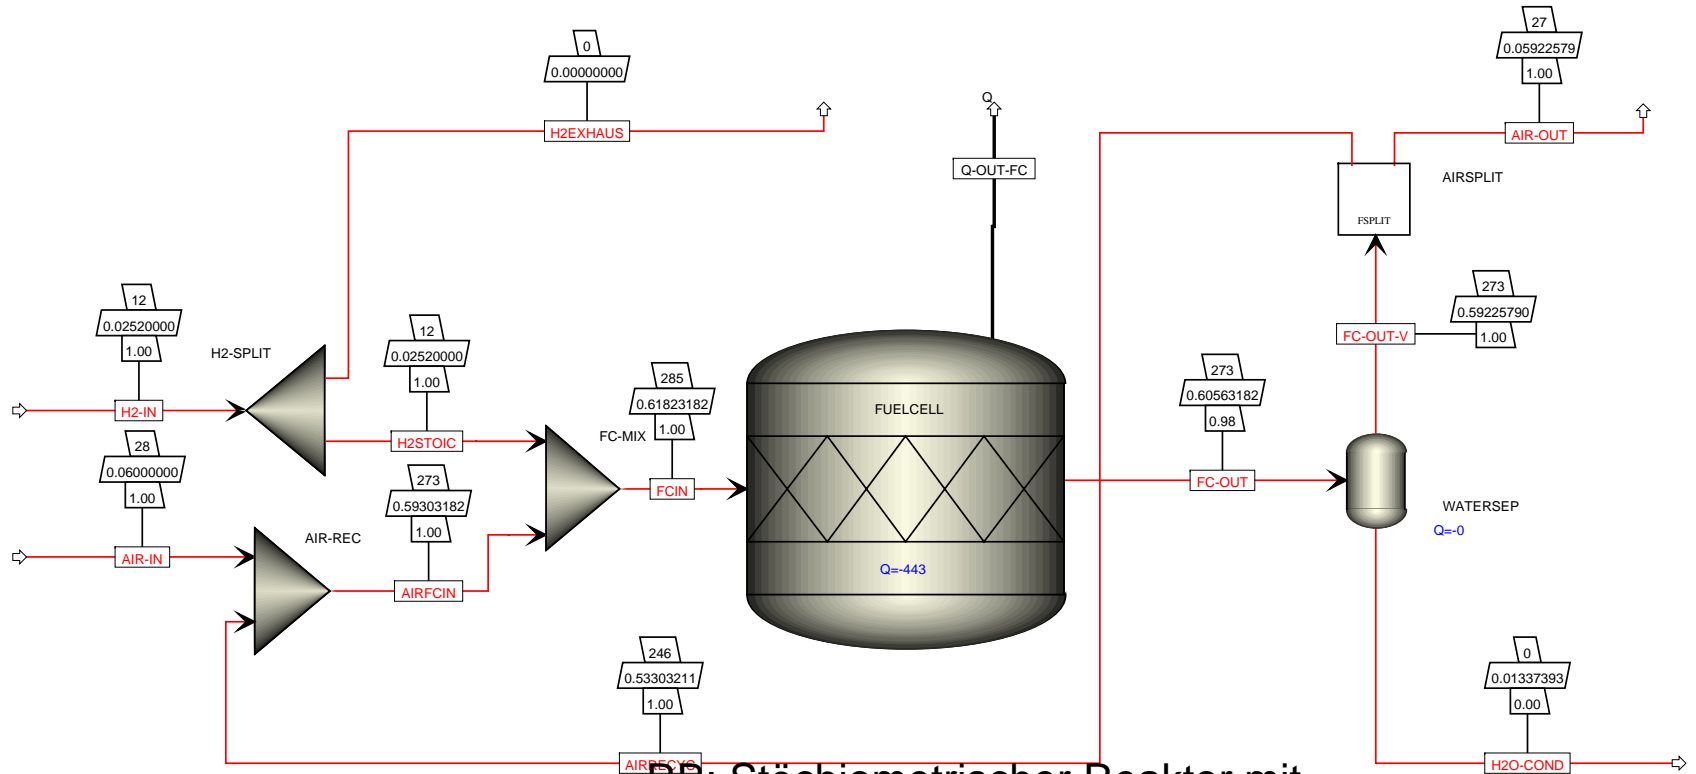 0
0.00000000
H2EXHAUS
Q
Q-OUT-FC
27
0.05922579
1.00
AIR-OUT
AIRSPLIT
FSPLIT
12
0.02520000
1.00
H2-IN
H2-SPLIT
12
0.02520000
1.00
H2STOIC
28
0.06000000
1.00
AIR-IN
AIR-REC
273
0.59303182
1.00
AIRFCIN
285
0.61823182
1.00
FCIN
FC-MIX
FUELCELL
Q=-443
273
0.60563182
0.98
FC-OUT
273
0.59225790
1.00
FC-OUT-V
WATERSEP
Q=-0
246
0.53303211
1.00
AIRRECYC
0
0.01337393
0.00
H2O-COND
Stöchiometrischer Reaktor mit